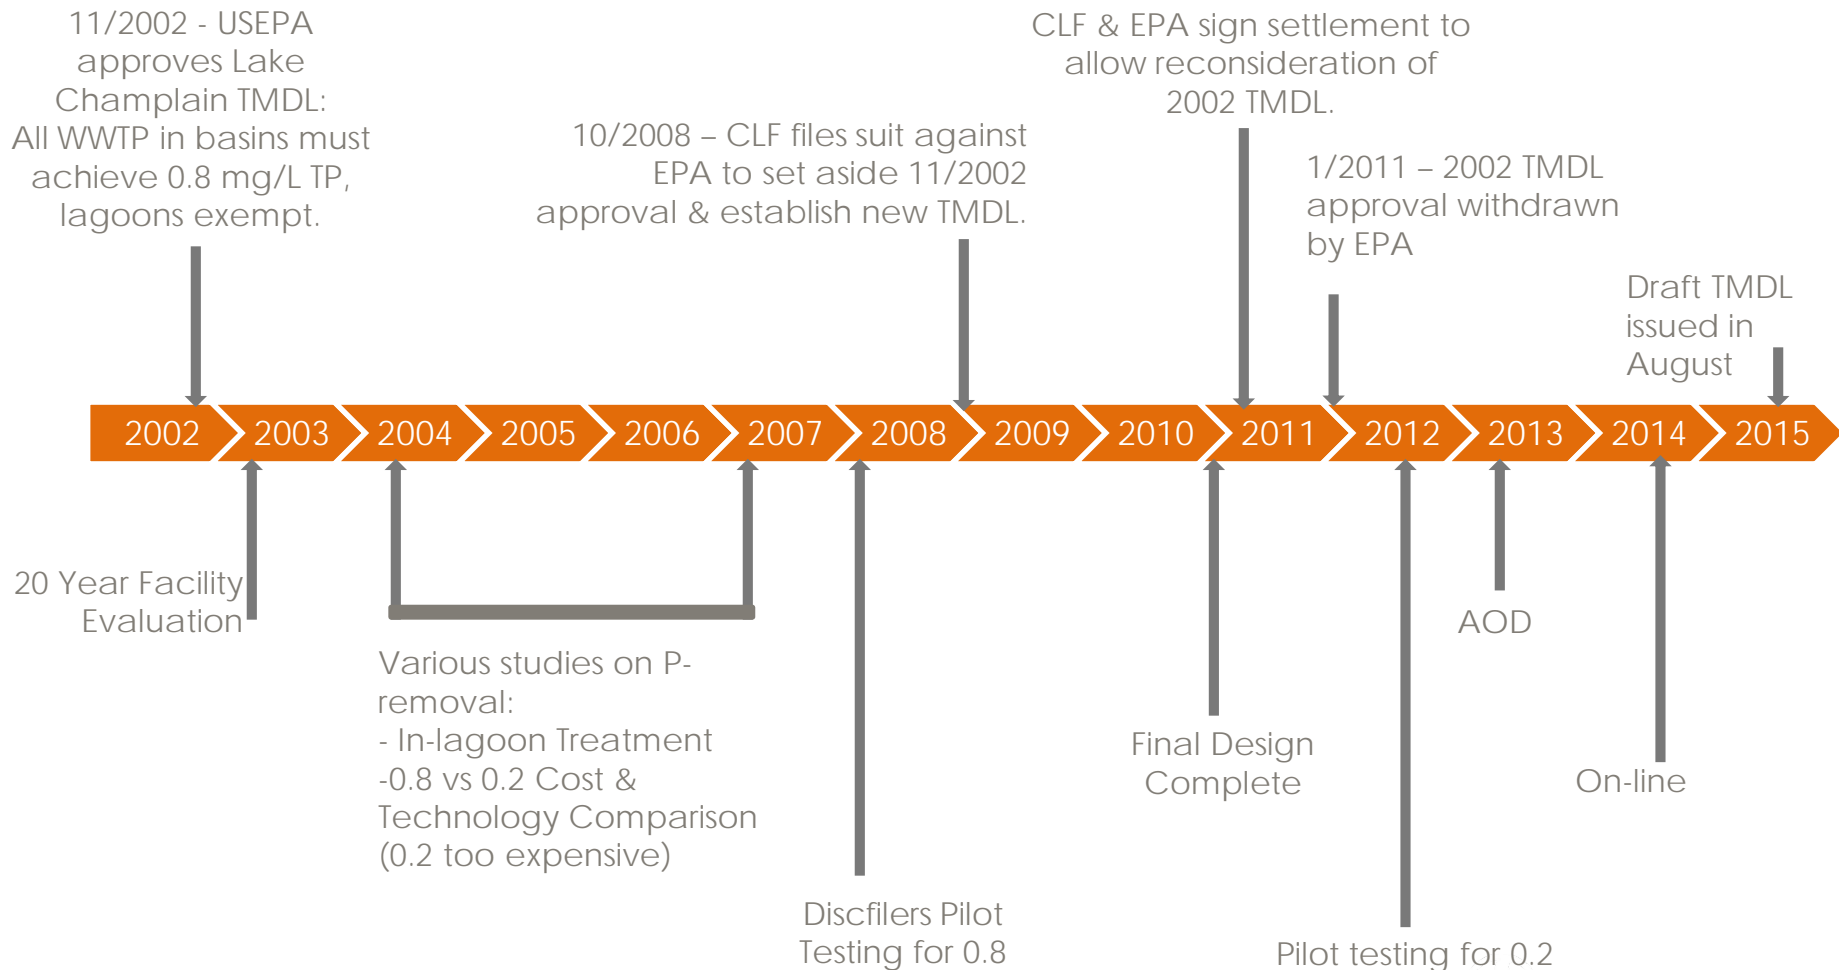 11/2002 - USEPA
approves Lake
Champlain TMDL:
All WWTP in basins must
achieve 0.8 mg/L TP,
lagoons exempt.
10/2008 – CLF files suit against
EPA to set aside 11/2002
approval & establish new TMDL.
CLF & EPA sign settlement to
allow reconsideration of
2002 TMDL.
1/2011 – 2002 TMDL
approval withdrawn
by EPA
Draft TMDL
issued in
August
2002 2003 2004 2005 2006 2007 2008 2009 2010 2011 2012 2013 2014 2015
20 Year Facility
Evaluation
Various studies on P-
removal:
- In-lagoon Treatment
-0.8 vs 0.2 Cost &
Technology Comparison
(0.2 too expensive)
Discfilers Pilot
Testing for 0.8
Final Design
Complete
Pilot testing for 0.2
AOD
On-line